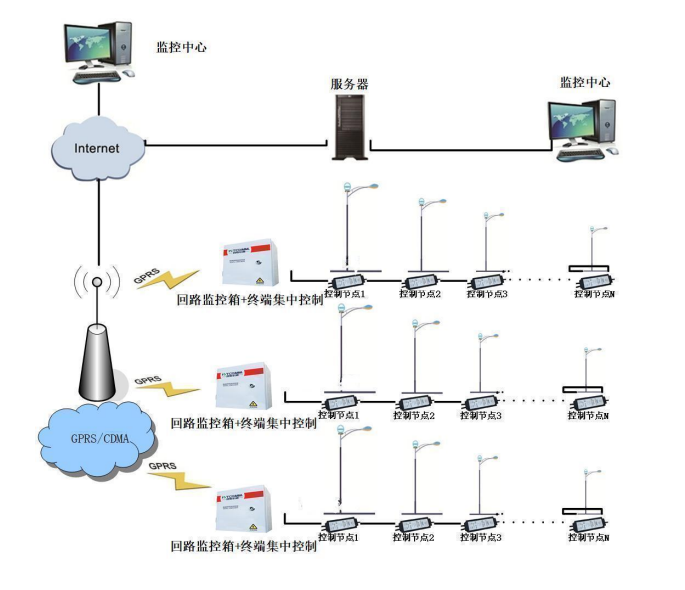 监控中心
服务器
监控中心
Internet
GPRS
回路监控箱+终端集中控制
控制节点1
控制节点2
控制节点3
控制节点N
GPRS
回路监控箱+终端集中控制
控制节点1
控制节点2
控制节点3
控制节点N
GPRS/CDMA
GPRS
回路监控箱+终端集中控制
控制节点1
控制节点2
控制节点3
控制节点N